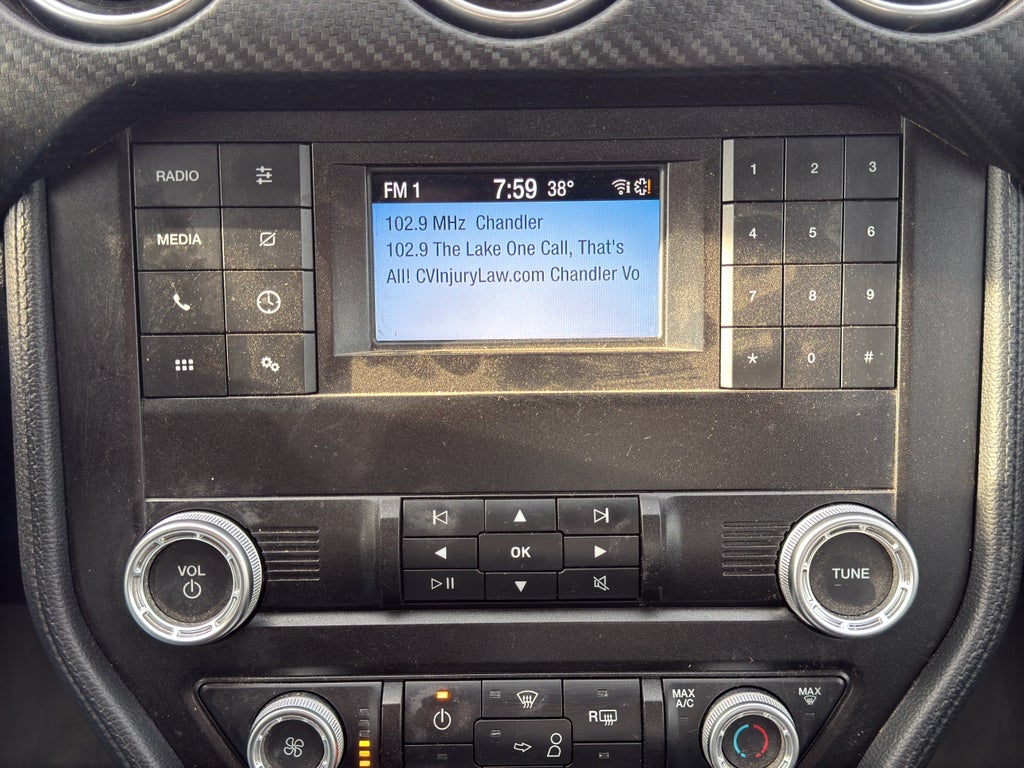 RADIO
MEDIA
FM 1 7:59 38°
102.9 MHz Chandler
102.9 The Lake One Call, That's
All! CVInjuryLaw.com Chandler Vo
1 2 3
4 5 6
7 8 9
* 0 #
VOL
OK
TUNE
R
MAX
A/C
MAX